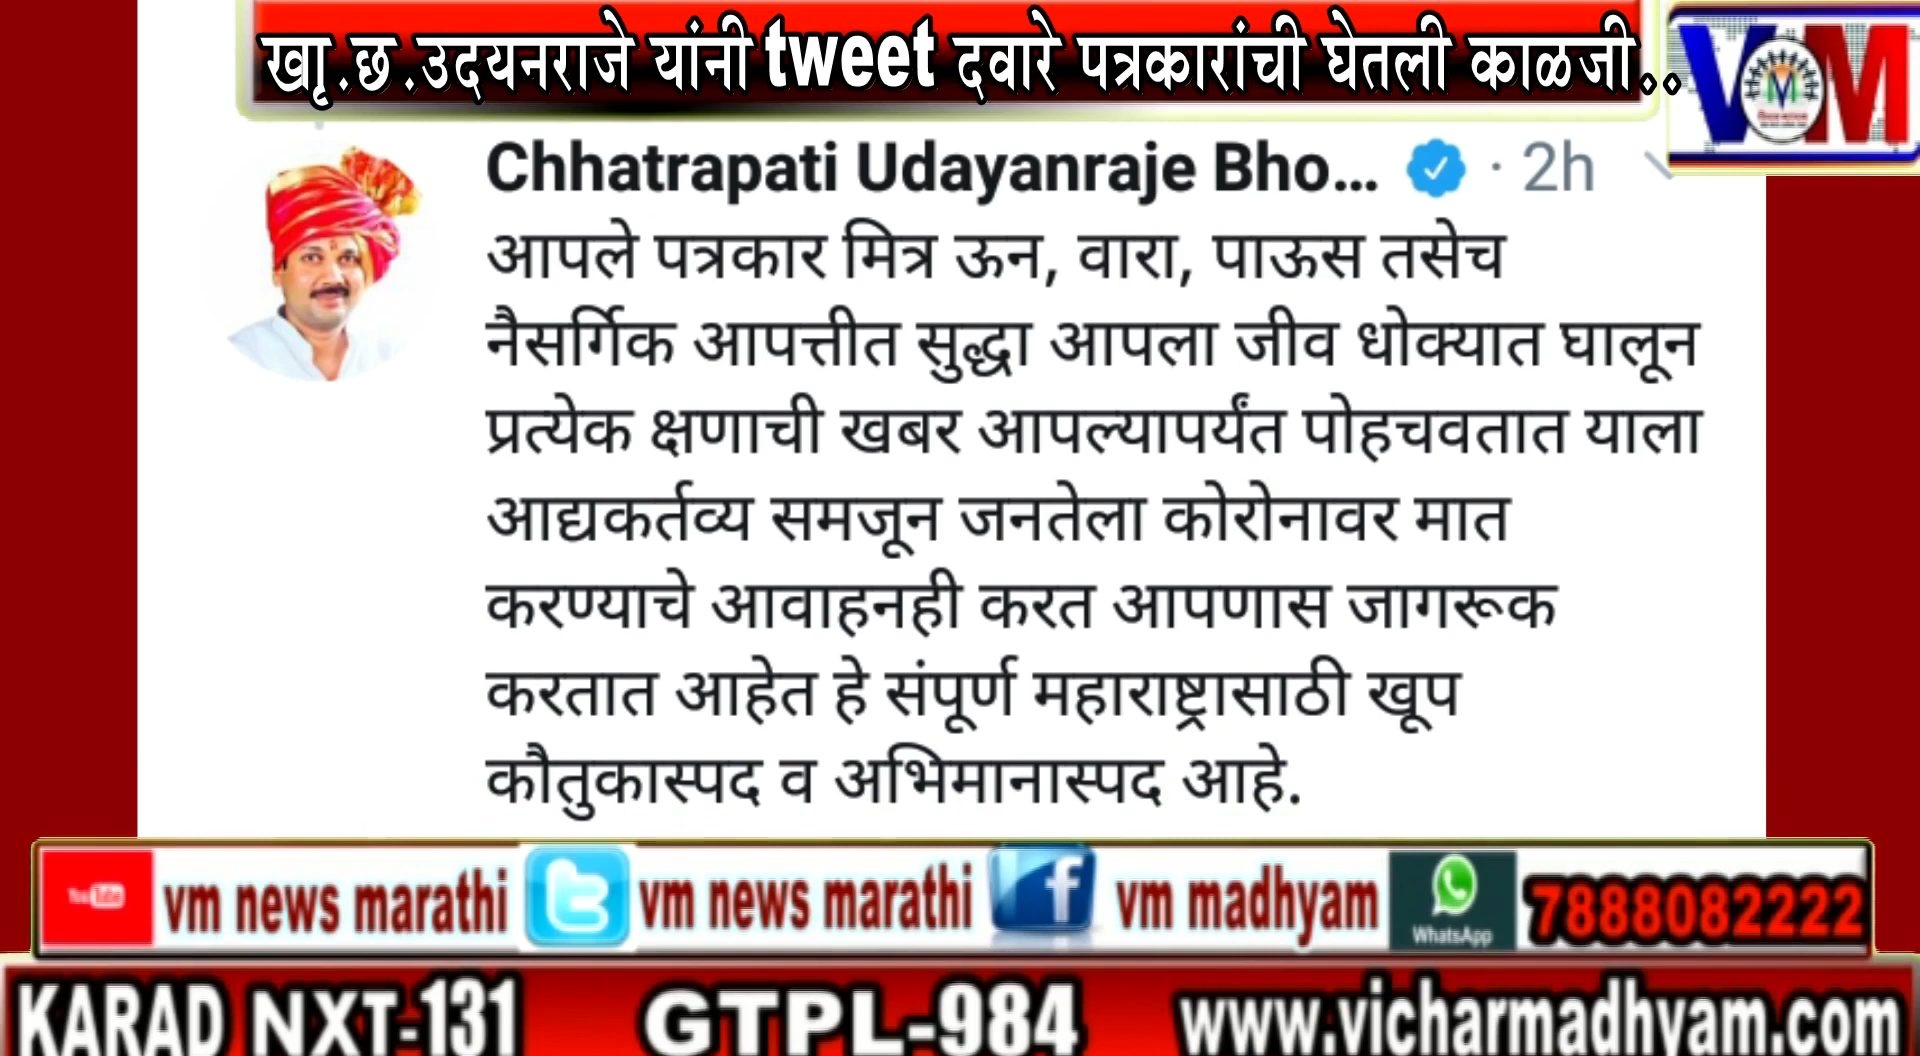 खाृ.छ.उदयनराजे यांनी tweet दवारे पत्रकारांची घेतली काळजी..
VM
Chhatrapati Udayanraje Bho... · 2h
आपले पत्रकार मित्र ऊन, वारा, पाऊस तसेच
नैसर्गिक आपत्तीत सुद्धा आपला जीव धोक्यात घालून
प्रत्येक क्षणाची खबर आपल्यापर्यंत पोहचवतात याला
आद्यकर्तव्य समजून जनतेला कोरोनावर मात
करण्याचे आवाहनही करत आपणास जागरूक
करतात आहेत हे संपूर्ण महाराष्ट्रासाठी खूप
कौतुकास्पद व अभिमानास्पद आहे.
YouTube vm news marathi vm news marathi f vm madhyam WhatsApp 7888082222
KARAD NXT-131 GTPL-984 www.vicharmadhyam.com